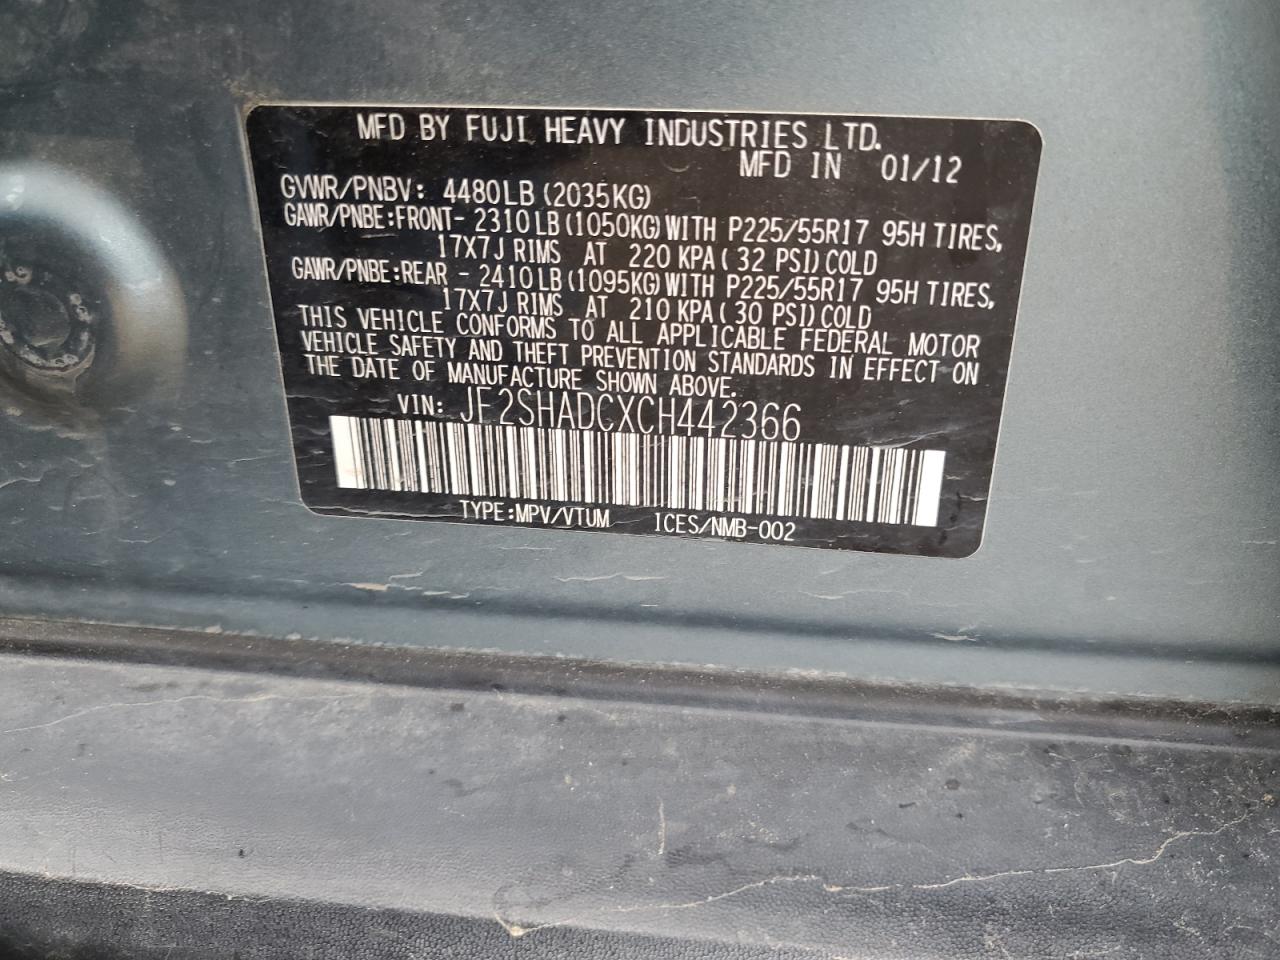 MFD BY FUJI HEAVY INDUSTRIES LTD.
MFD IN 01/12
GVWR/PNBV: 4480LB (2035KG)
GAWR/PNBE:FRONT- 2310LB (1050KG) WITH P225/55R17 95H TIRES,
17X7J RIMS AT 220 KPA ( 32 PSI) COLD
GAWR/PNBE:REAR - 2410LB (1095KG) WITH P225/55R17 95H TIRES,
17X7J RIMS AT 210 KPA ( 30 PSI) COLD
THIS VEHICLE CONFORMS TO ALL APPLICABLE FEDERAL MOTOR
VEHICLE SAFETY AND THEFT PREVENTION STANDARDS IN EFFECT ON
THE DATE OF MANUFACTURE SHOWN ABOVE.
VIN: JF2SHADCXCH442366
TYPE:MPV/VTUM ICES/NMB-002